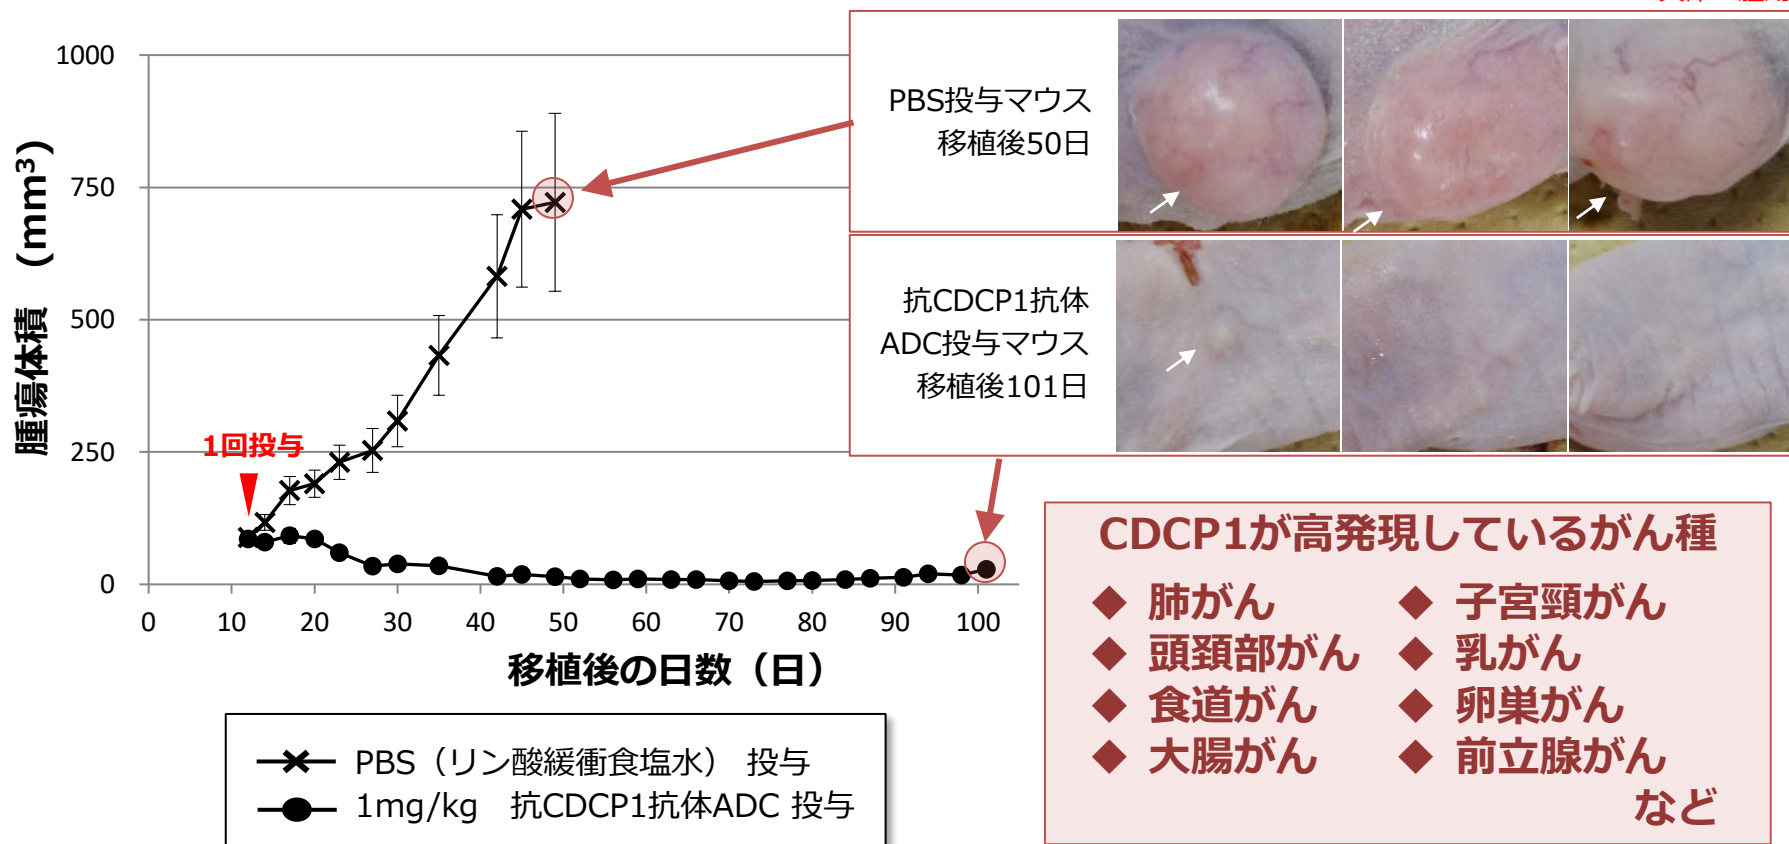 1000
750
500
250
0
腫瘍体積 (mm³)
1回投与
0 10 20 30 40 50 60 70 80 90 100
移植後の日数（日）
PBS投与マウス
移植後50日
抗CDCP1抗体
ADC投与マウス
移植後101日
PBS（リン酸緩衝食塩水） 投与
1mg/kg 抗CDCP1抗体ADC 投与
CDCP1が高発現しているがん種
◆ 肺がん ◆ 子宮頸がん
◆ 頭頚部がん ◆ 乳がん
◆ 食道がん ◆ 卵巣がん
◆ 大腸がん ◆ 前立腺がん
など